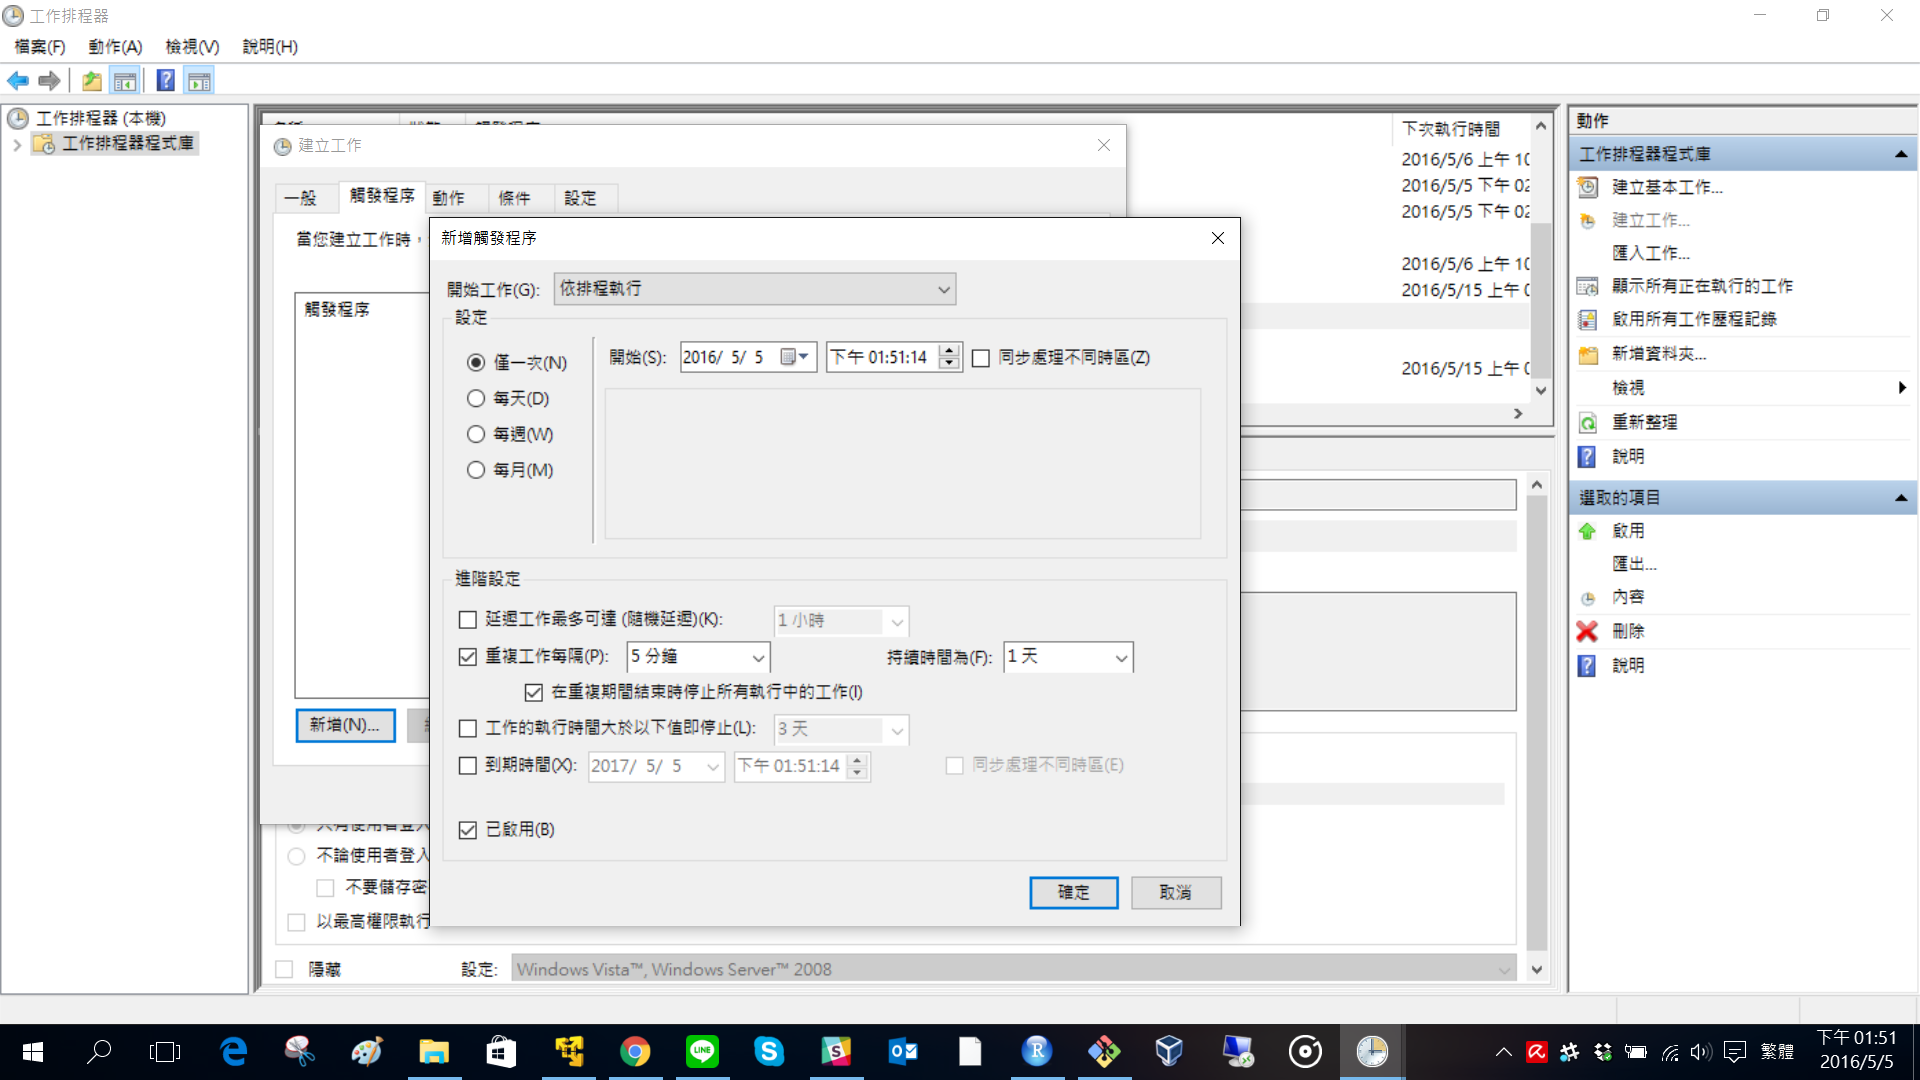 工作排程器
檔案(F) 動作(A) 檢視(V) 說明(H)
工作排程器 (本機)
工作排程器程式庫
下次執行時間
2016/5/6 上午 10
2016/5/5 下午 02
2016/5/5 下午 02
2016/5/6 上午 10
2016/5/15 上午 0
2016/5/15 上午 0
建立工作
一般 觸發程序 動作 條件 設定
當您建立工作時，
觸發程序
新增(N)...
新增觸發程序
開始工作(G): 依排程執行
設定
僅一次(N)
每天(D)
每週(W)
每月(M)
開始(S): 2016/ 5/ 5 下午 01:51:14 同步處理不同時區(Z)
進階設定
延遲工作最多可達 (隨機延遲)(K): 1 小時
重複工作每隔(P): 5 分鐘 持續時間為(F): 1 天
在重複期間結束時停止所有執行中的工作(I)
工作的執行時間大於以下值即停止(L): 3 天
到期時間(X): 2017/ 5/ 5 下午 01:51:14 同步處理不同時區(E)
已啟用(B)
確定 取消
不論使用者登入
不要儲存密
以最高權限執行
隱藏 設定: Windows Vista™, Windows Server™ 2008
動作
工作排程器程式庫
建立基本工作...
建立工作...
匯入工作...
顯示所有正在執行的工作
啟用所有工作歷程記錄
新增資料夾...
檢視
重新整理
說明
選取的項目
啟用
匯出...
內容
刪除
說明
LINE
繁體
下午 01:51
2016/5/5